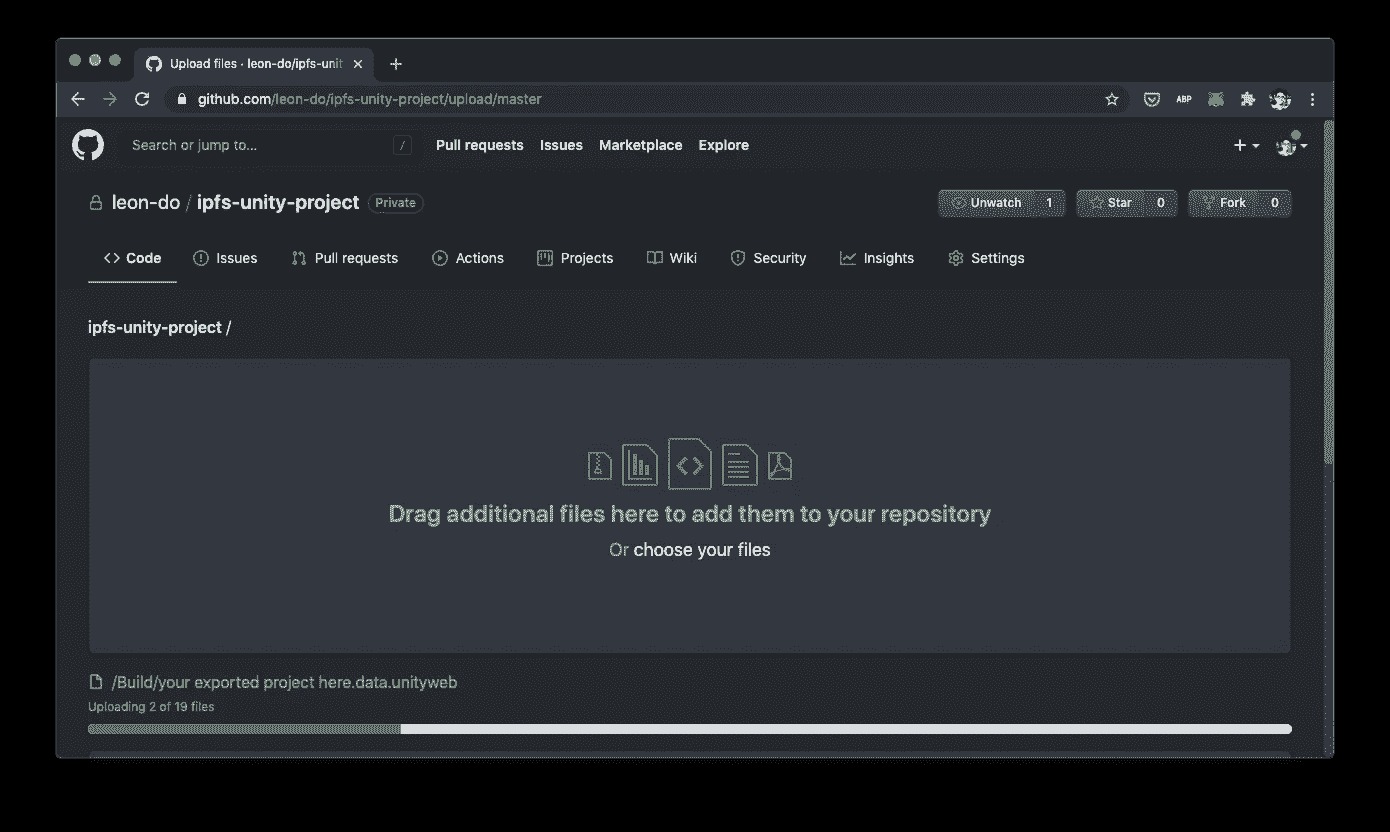 Upload files · leon-do/ipfs-unit
github.com/leon-do/ipfs-unity-project/upload/master
ABP
Search or jump to... /
Pull requests Issues Marketplace Explore
leon-do / ipfs-unity-project Private
Unwatch 1 Star 0 Fork 0
Code Issues Pull requests Actions Projects Wiki Security Insights Settings
ipfs-unity-project /
Drag additional files here to add them to your repository
Or choose your files
/Build/your exported project here.data.unityweb
Uploading 2 of 19 files